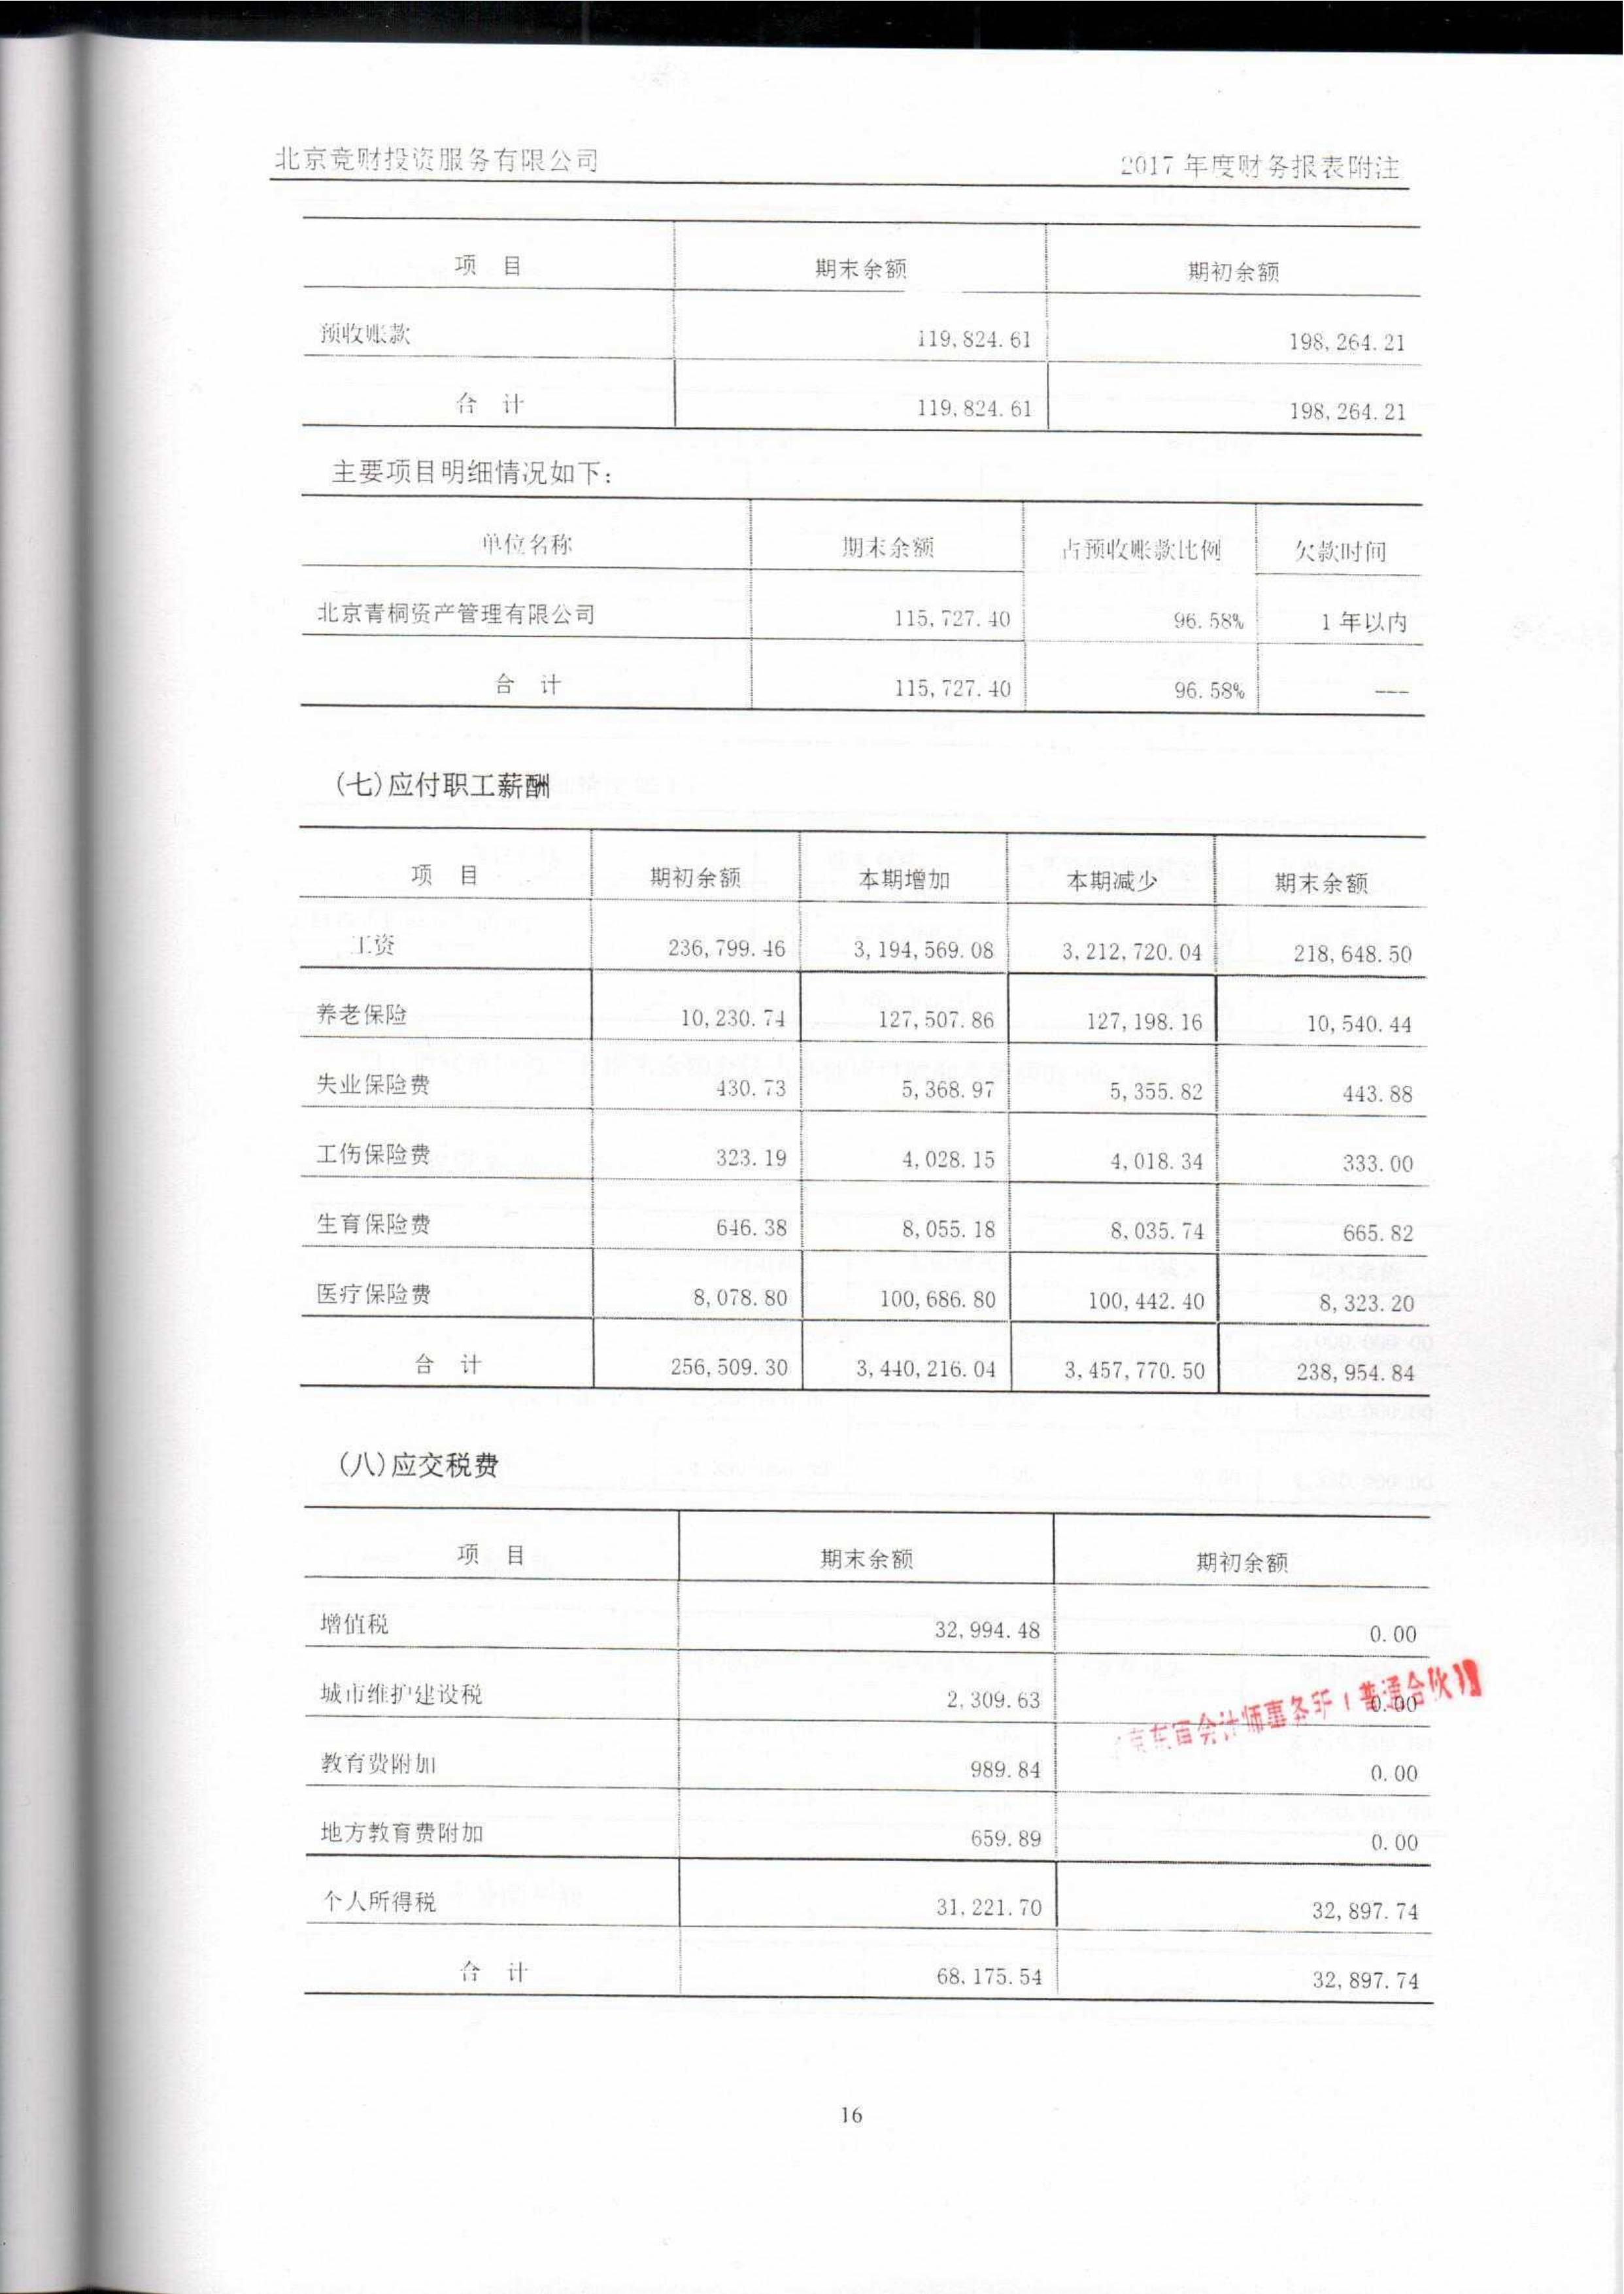 北京竞财投资服务有限公司 2017 年度财务报表附注
项 目 期末余额 期初余额
预收账款 119,824.61 198,264.21
合 计 119,824.61 198,264.21
主要项目明细情况如下:
单位名称 期末余额 占预收账款比例 欠款时间
北京青桐资产管理有限公司 115,727.40 96.58% 1 年以内
合 计 115,727.40 96.58% ---
(七)应付职工薪酬
项 目 期初余额 本期增加 本期减少 期末余额
工资 236,799.46 3,194,569.08 3,212,720.04 218,648.50
养老保险 10,230.74 127,507.86 127,198.16 10,540.44
失业保险费 430.73 5,368.97 5,355.82 443.88
工伤保险费 323.19 4,028.15 4,018.34 333.00
生育保险费 646.38 8,055.18 8,035.74 665.82
医疗保险费 8,078.80 100,686.80 100,442.40 8,323.20
合 计 256,509.30 3,440,216.04 3,457,770.50 238,954.84
(八)应交税费
项 目 期末余额 期初余额
增值税 32,994.48 0.00
城市维护建设税 2,309.63 0.00
京东审会计师事务所(普通合伙)
教育费附加 989.84 0.00
地方教育费附加 659.89 0.00
个人所得税 31,221.70 32,897.74
合 计 68,175.54 32,897.74
16